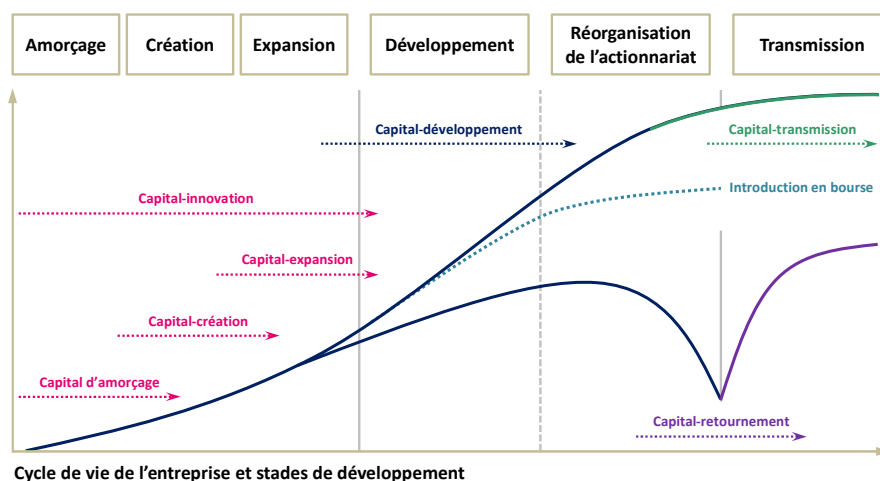 Amorçage
Création
Expansion
Développement
Réorganisation
de l'actionnariat
Transmission
Capital-développement
Capital-transmission
Capital-innovation
Introduction en bourse
Capital-expansion
Capital-création
Capital d'amorçage
Capital-retournement
Cycle de vie de l'entreprise et stades de développement